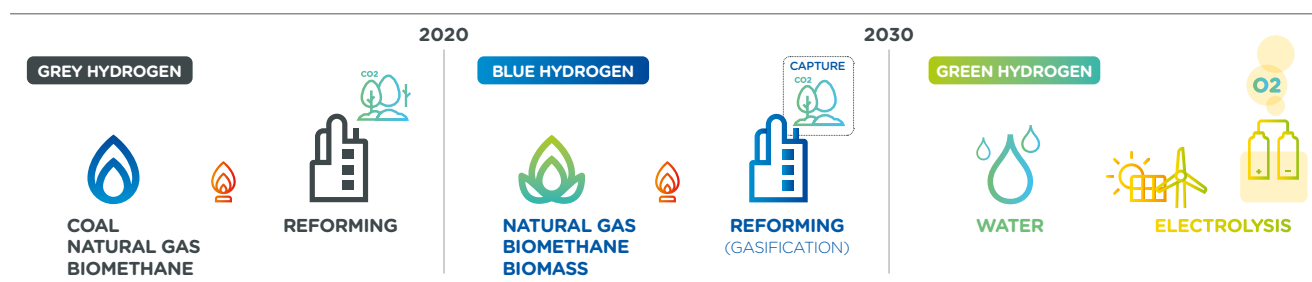 2020
2030
GREY HYDROGEN
CO2
COAL
NATURAL GAS
BIOMETHANE
REFORMING
BLUE HYDROGEN
CAPTURE
CO2
NATURAL GAS
BIOMETHANE
BIOMASS
REFORMING
(GASIFICATION)
GREEN HYDROGEN
O2
+ −
WATER
ELECTROLYSIS